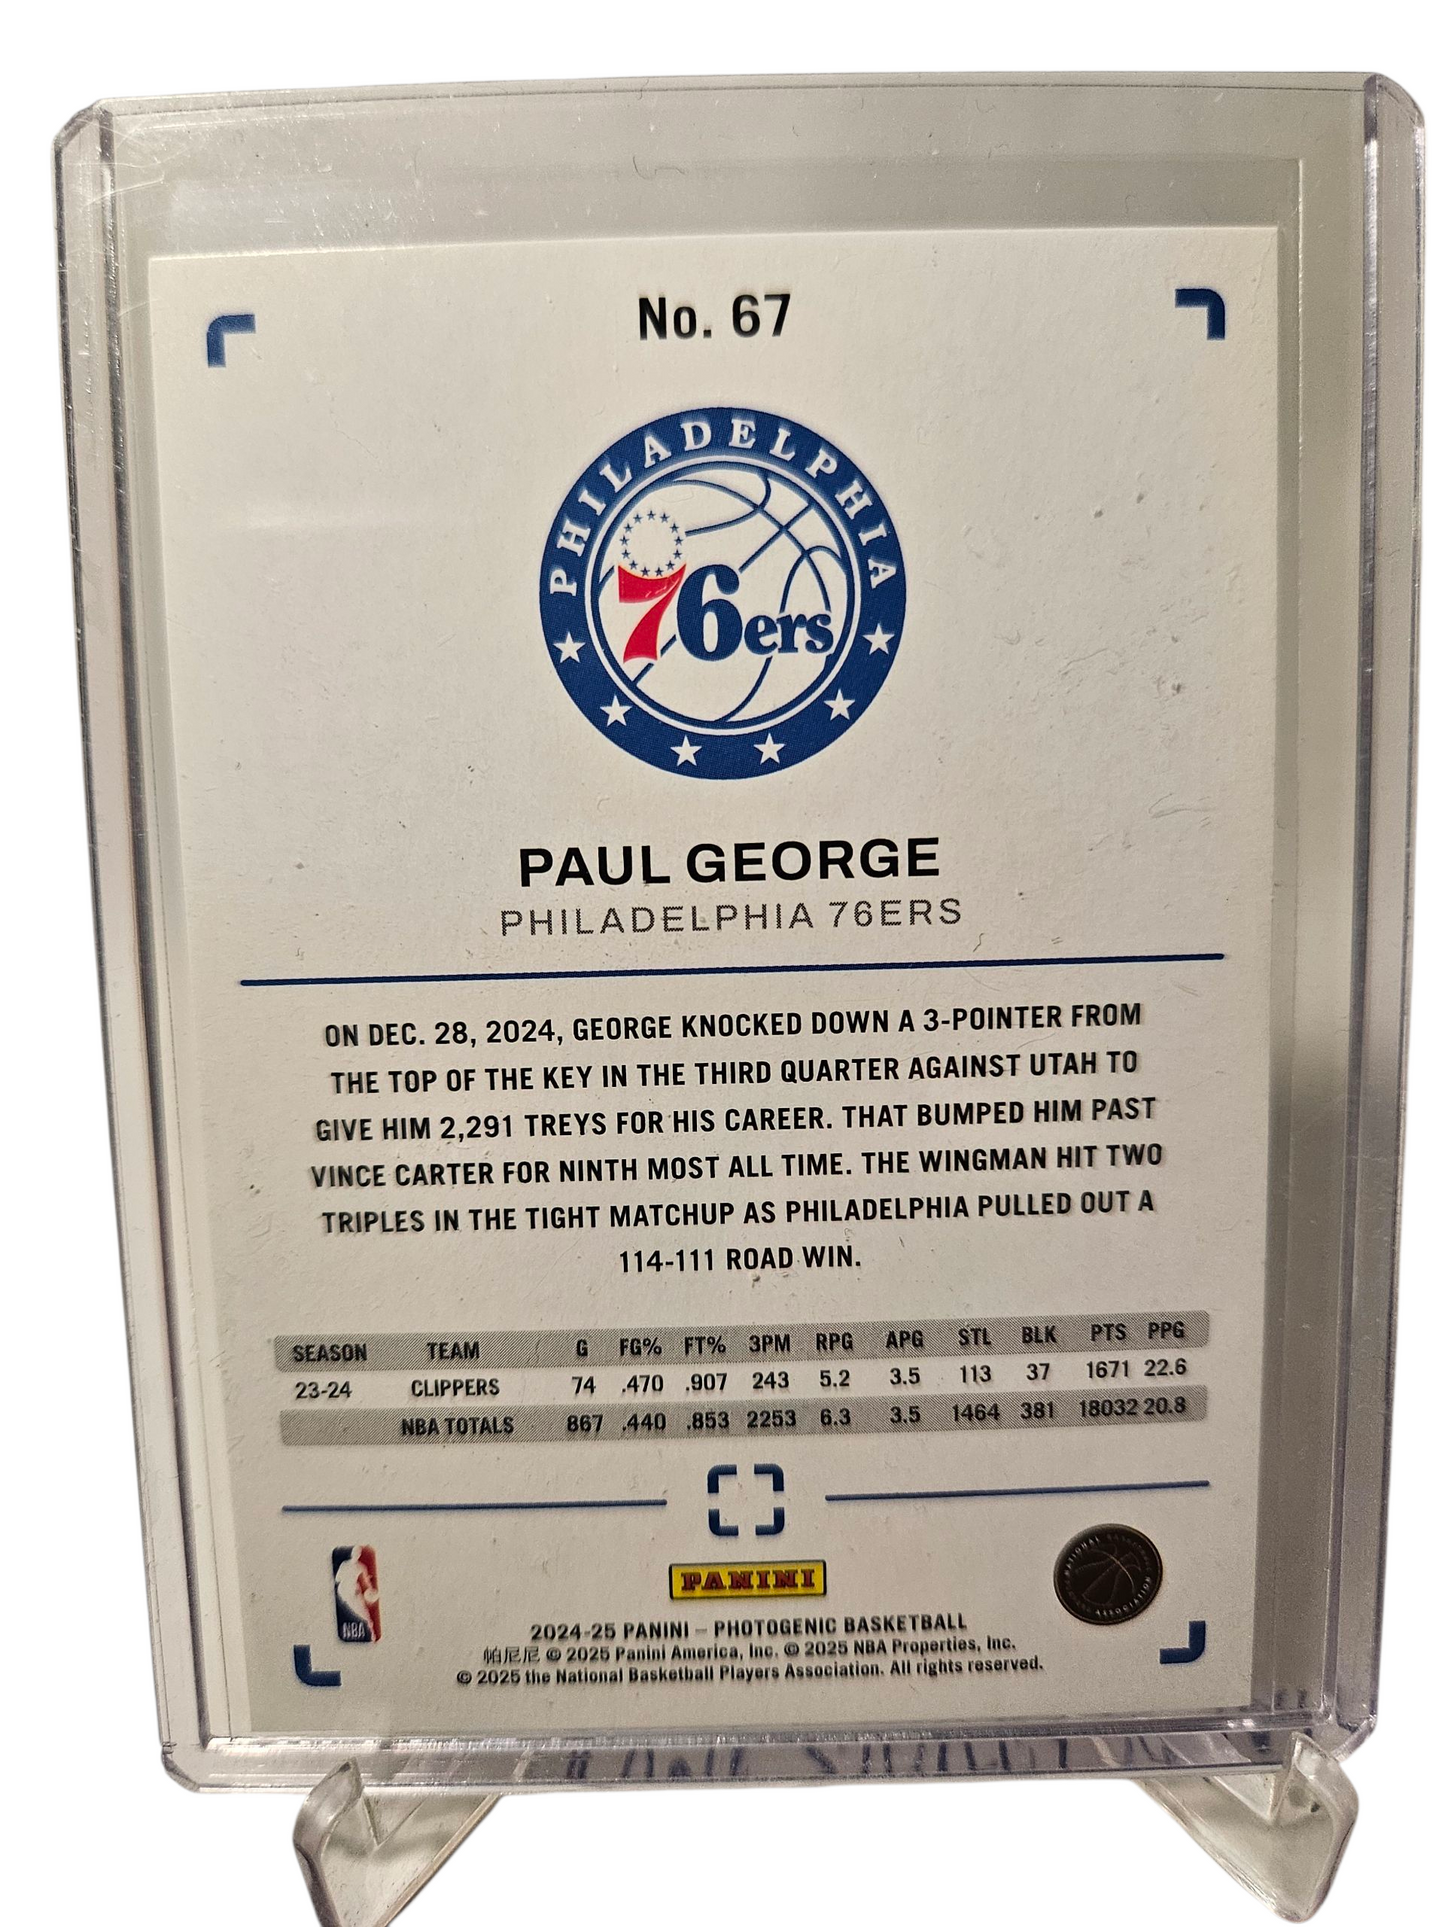 No. 67
PHILADELPHIA
76ers
PAUL GEORGE
PHILADELPHIA 76ERS
ON DEC. 28, 2024, GEORGE KNOCKED DOWN A 3-POINTER FROM
THE TOP OF THE KEY IN THE THIRD QUARTER AGAINST UTAH TO
GIVE HIM 2,291 TREYS FOR HIS CAREER. THAT BUMPED HIM PAST
VINCE CARTER FOR NINTH MOST ALL TIME. THE WINGMAN HIT TWO
TRIPLES IN THE TIGHT MATCHUP AS PHILADELPHIA PULLED OUT A
114-111 ROAD WIN.
SEASON TEAM G FG% FT% 3PM RPG APG STL BLK PTS PPG
23-24 CLIPPERS 74 .470 .907 243 5.2 3.5 113 37 1671 22.6
NBA TOTALS 867 .440 .853 2253 6.3 3.5 1464 381 18032 20.8
NBA
PANINI
NATIONAL BASKETBALL
ASSOCIATION
2024-25 PANINI – PHOTOGENIC BASKETBALL
帕尼尼 © 2025 Panini America, Inc. © 2025 NBA Properties, Inc.
© 2025 the National Basketball Players Association. All rights reserved.